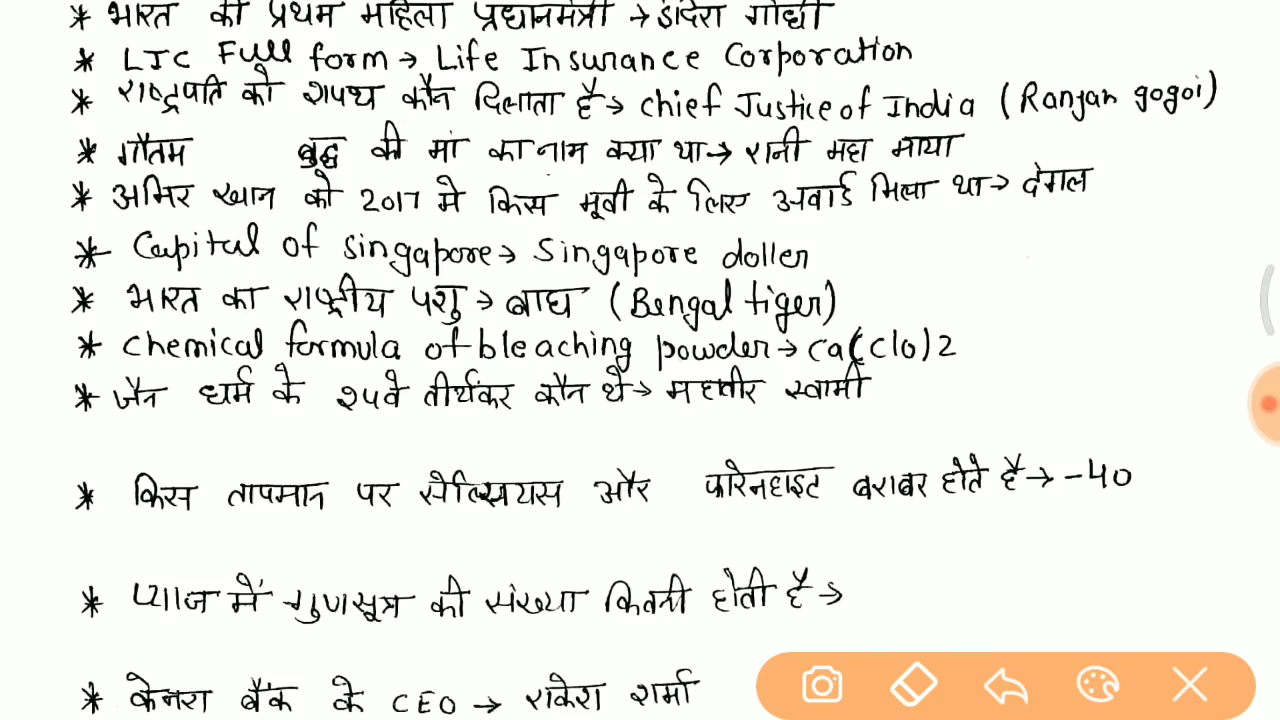 * भारत की प्रथम महिला प्रधानमंत्री → इंदिरा गाँधी
* LIC Full form → Life Insurance Corporation
* राष्ट्रपति को शपथ कौन दिलाता है → chief Justice of India (Ranjan gogoi)
* गौतम बुद्ध की मां का नाम क्या था → रानी महा माया
* अमिर खान को 2017 मे किस मूवी के लिए अवार्ड मिला था → दंगल
* Capital of singapore → Singapore doller
* भारत का राष्ट्रीय पशु → बाघ (Bengal tiger)
* chemical formula of bleaching powder → ca(clo)2
* जैन धर्म के २५वे तीर्थंकर कौन थे → महावीर स्वामी
* किस तापमान पर सेल्सियस और फारेनहाइट बराबर होते है → -40
* प्याज में गुणसूत्र की संख्या कितनी होती है →
* केनरा बैंक के CEO → राकेश शर्मा